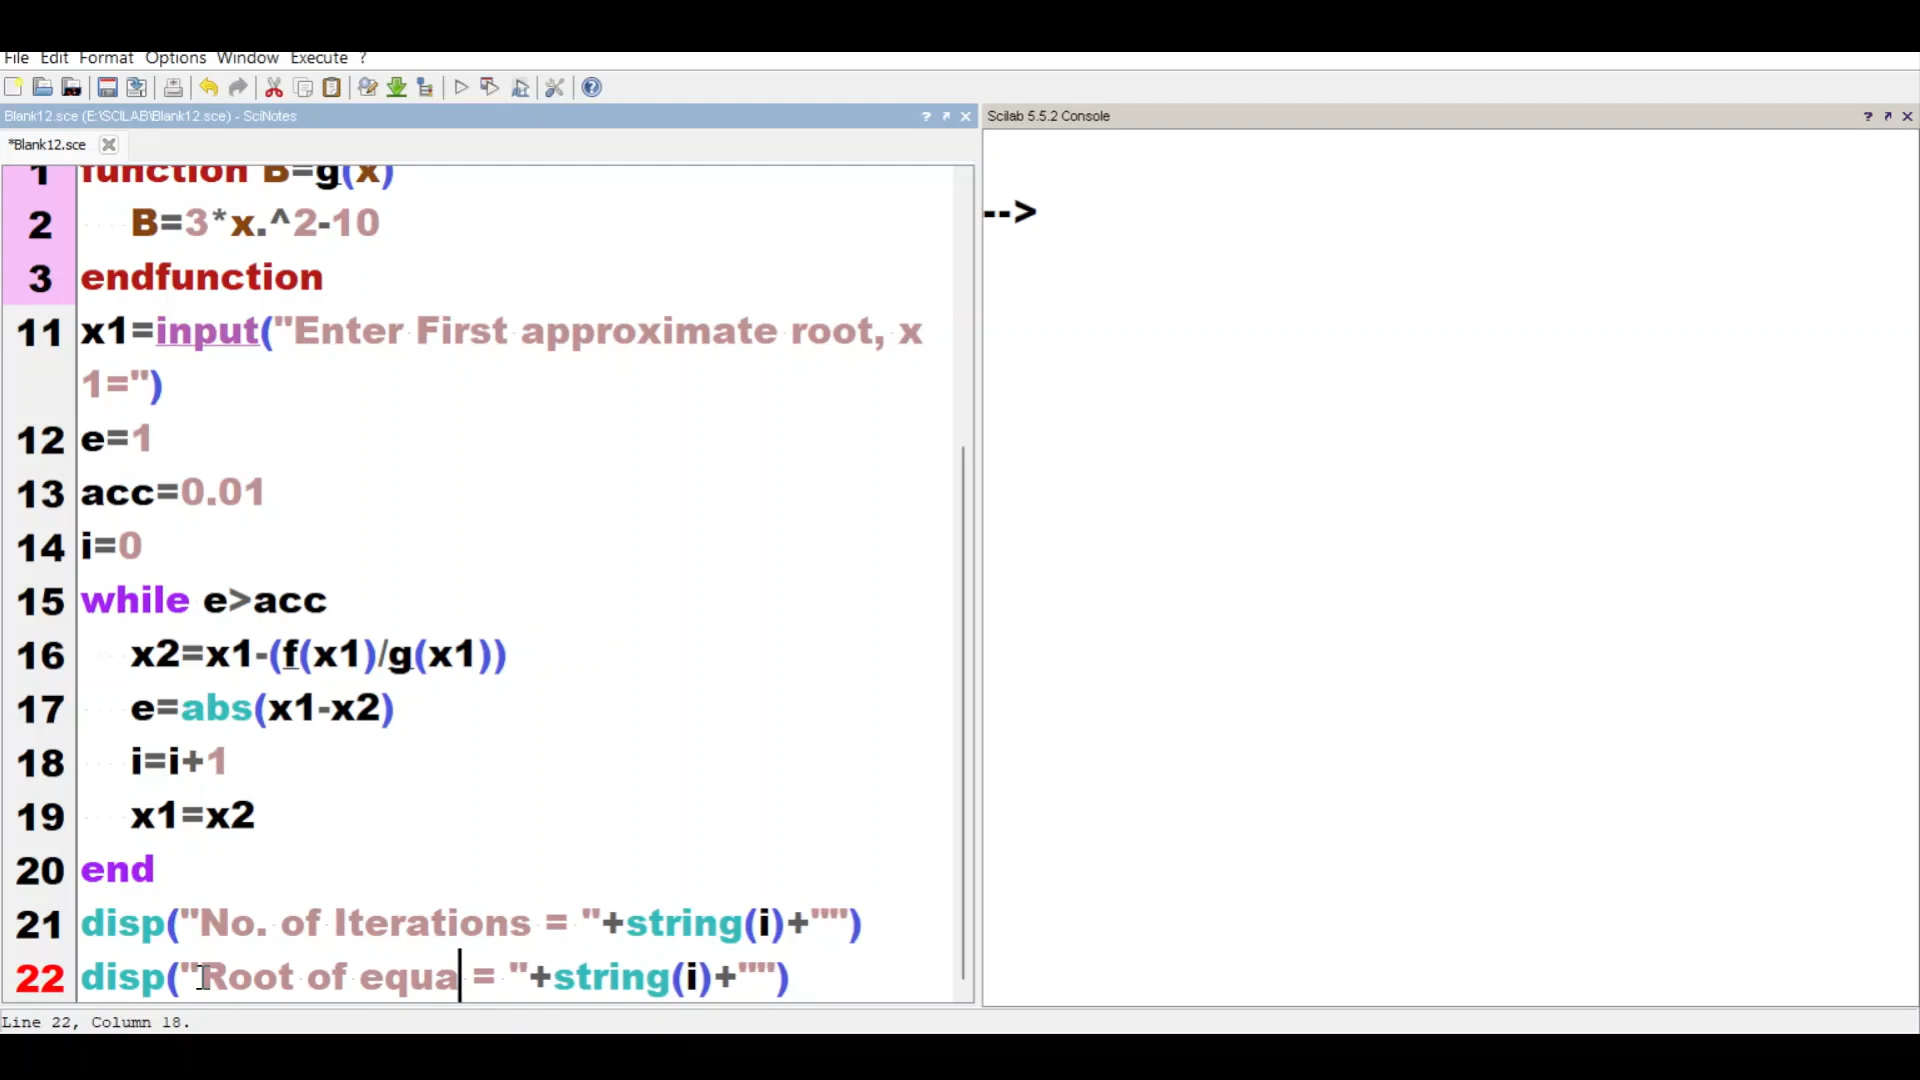 File Edit Format Options Window Execute ?
Blank12.sce (E:\SCILAB\Blank12.sce) - SciNotes
Scilab 5.5.2 Console
*Blank12.sce
1 function B=g(x)
2 B=3*x.^2-10
3 endfunction
11 x1=input("Enter First approximate root, x
1=")
12 e=1
13 acc=0.01
14 i=0
15 while e>acc
16 x2=x1-(f(x1)/g(x1))
17 e=abs(x1-x2)
18 i=i+1
19 x1=x2
20 end
21 disp("No. of Iterations = "+string(i)+"")
22 disp("Root of equa = "+string(i)+"")
-->
Line 22, Column 18.